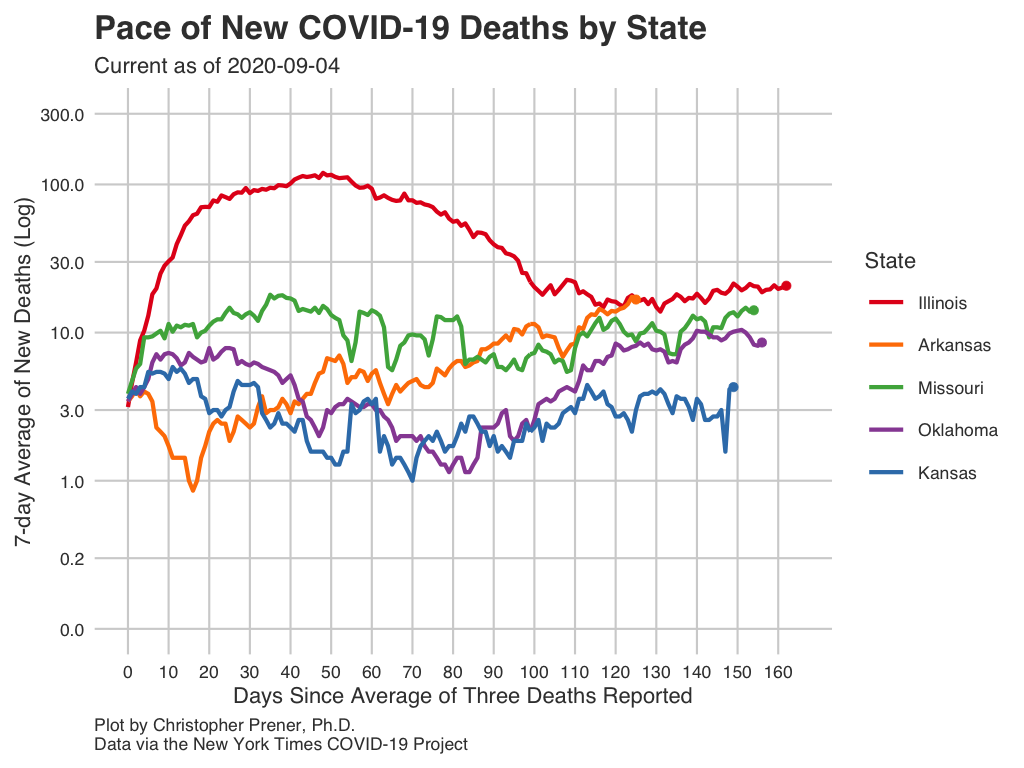 Pace of New COVID-19 Deaths by State
Current as of 2020-09-04
7-day Average of New Deaths (Log)
300.0
100.0
30.0
10.0
3.0
1.0
0.2
0.0
0 10 20 30 40 50 60 70 80 90 100 110 120 130 140 150 160
Days Since Average of Three Deaths Reported
State
Illinois
Arkansas
Missouri
Oklahoma
Kansas
Plot by Christopher Prener, Ph.D.
Data via the New York Times COVID-19 Project